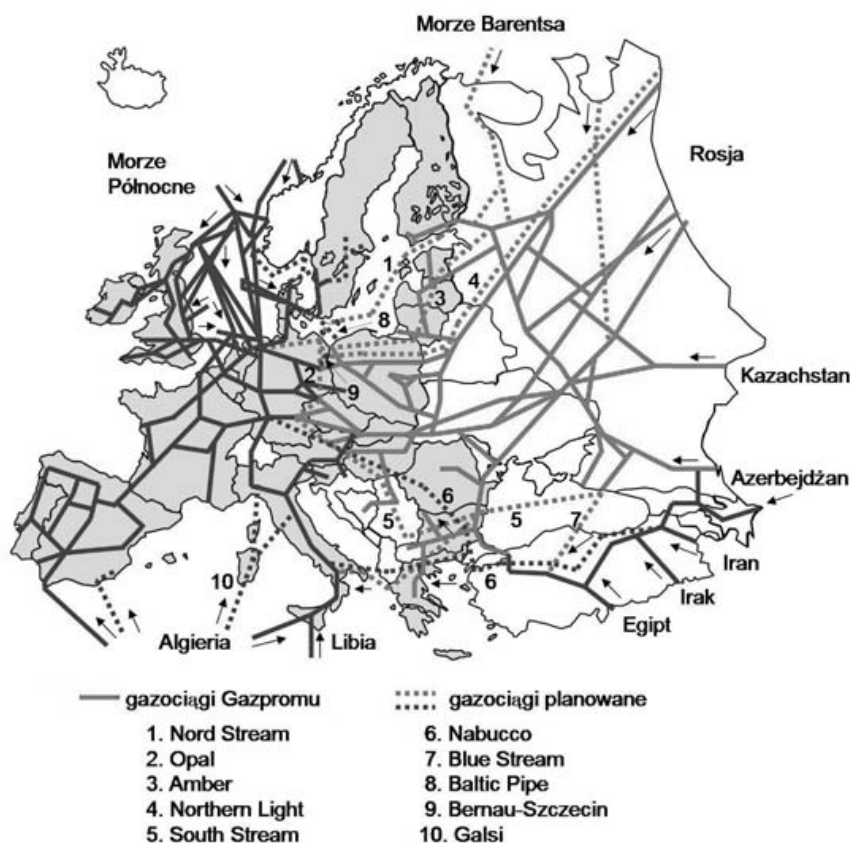 Morze Barentsa
Morze
Północne
Rosja
1
4
3
8
2
9
Kazachstan
Azerbejdżan
6
5
5
7
10
6
Iran
Irak
Egipt
Algieria
Libia
gazociągi Gazpromu
gazociągi planowane
1. Nord Stream
2. Opal
3. Amber
4. Northern Light
5. South Stream
6. Nabucco
7. Blue Stream
8. Baltic Pipe
9. Bernau-Szczecin
10. Galsi